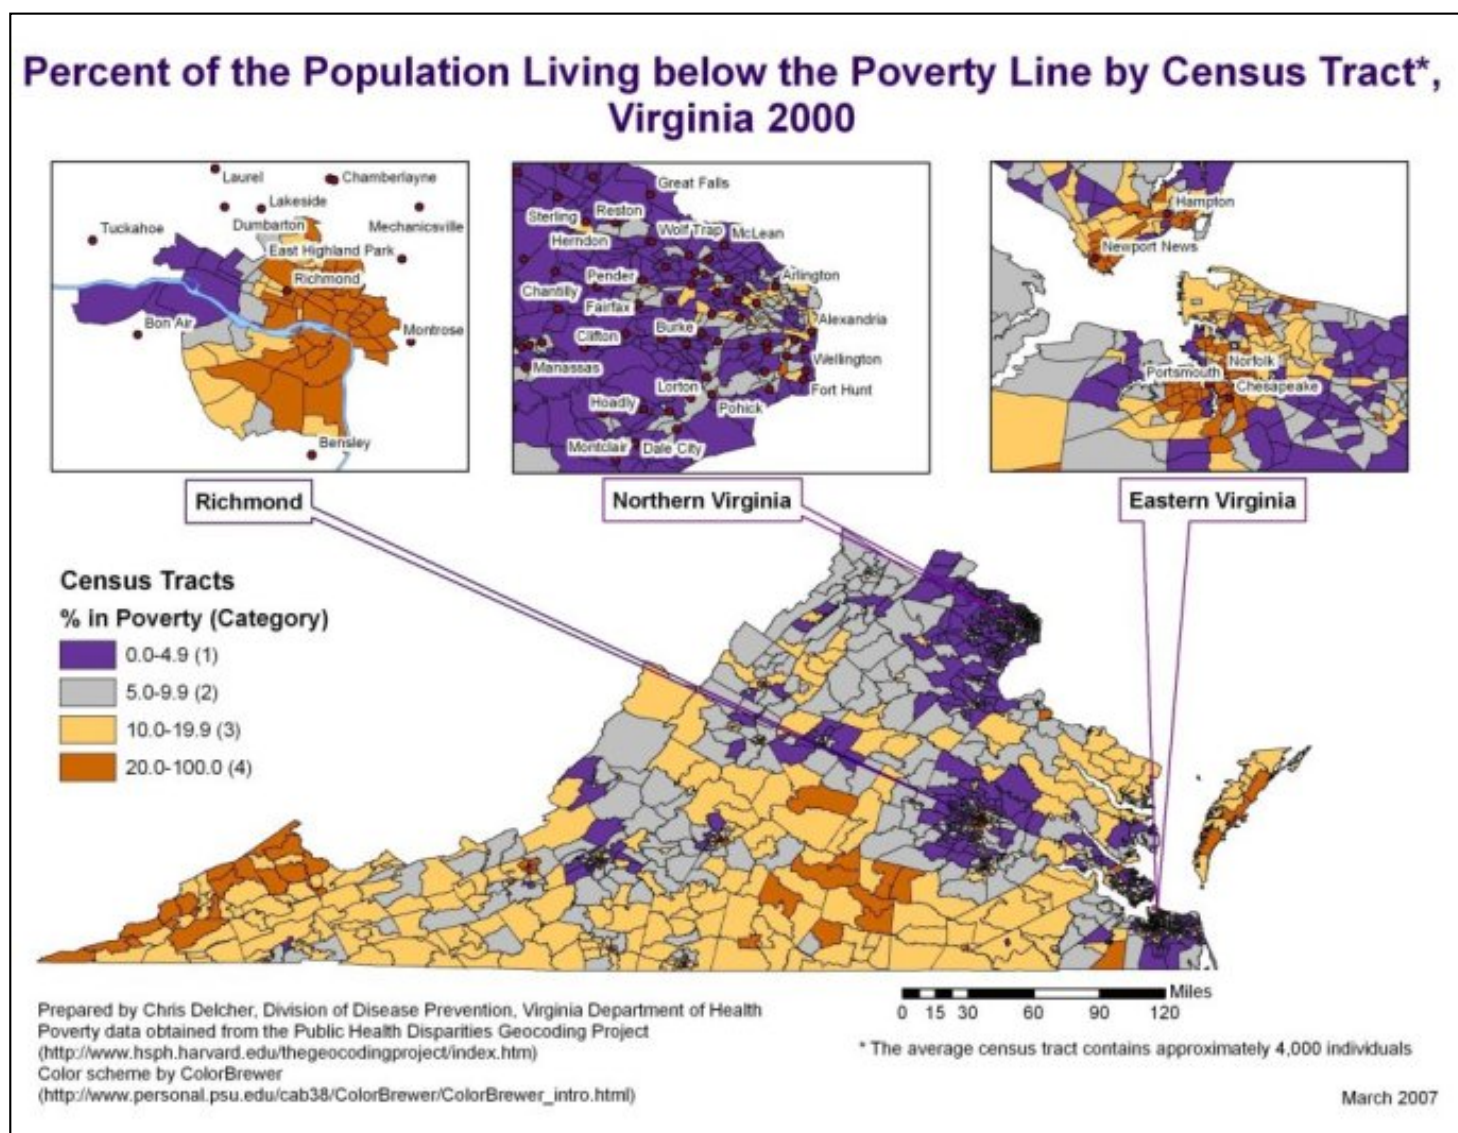 Percent of the Population Living below the Poverty Line by Census Tract*,
Virginia 2000
Laurel
Chamberlayne
Lakeside
Tuckahoe
Dumbarton
Mechanicsville
East Highland Park
Richmond
Bon Air
Montrose
Bensley
Great Falls
Sterling
Reston
Herndon
Wolf Trap
McLean
Pender
Arlington
Chantilly
Fairfax
Burke
Alexandria
Clifton
Manassas
Wellington
Lorton
Fort Hunt
Hoadly
Pohick
Montclair
Dale City
Hampton
Newport News
Norfolk
Portsmouth
Chesapeake
Richmond
Northern Virginia
Eastern Virginia
Census Tracts
% in Poverty (Category)
0.0-4.9 (1)
5.0-9.9 (2)
10.0-19.9 (3)
20.0-100.0 (4)
Miles
0 15 30 60 90 120
* The average census tract contains approximately 4,000 individuals
Prepared by Chris Delcher, Division of Disease Prevention, Virginia Department of Health
Poverty data obtained from the Public Health Disparities Geocoding Project
(http://www.hsph.harvard.edu/thegeocodingproject/index.htm)
Color scheme by ColorBrewer
(http://www.personal.psu.edu/cab38/ColorBrewer/ColorBrewer_intro.html)
March 2007